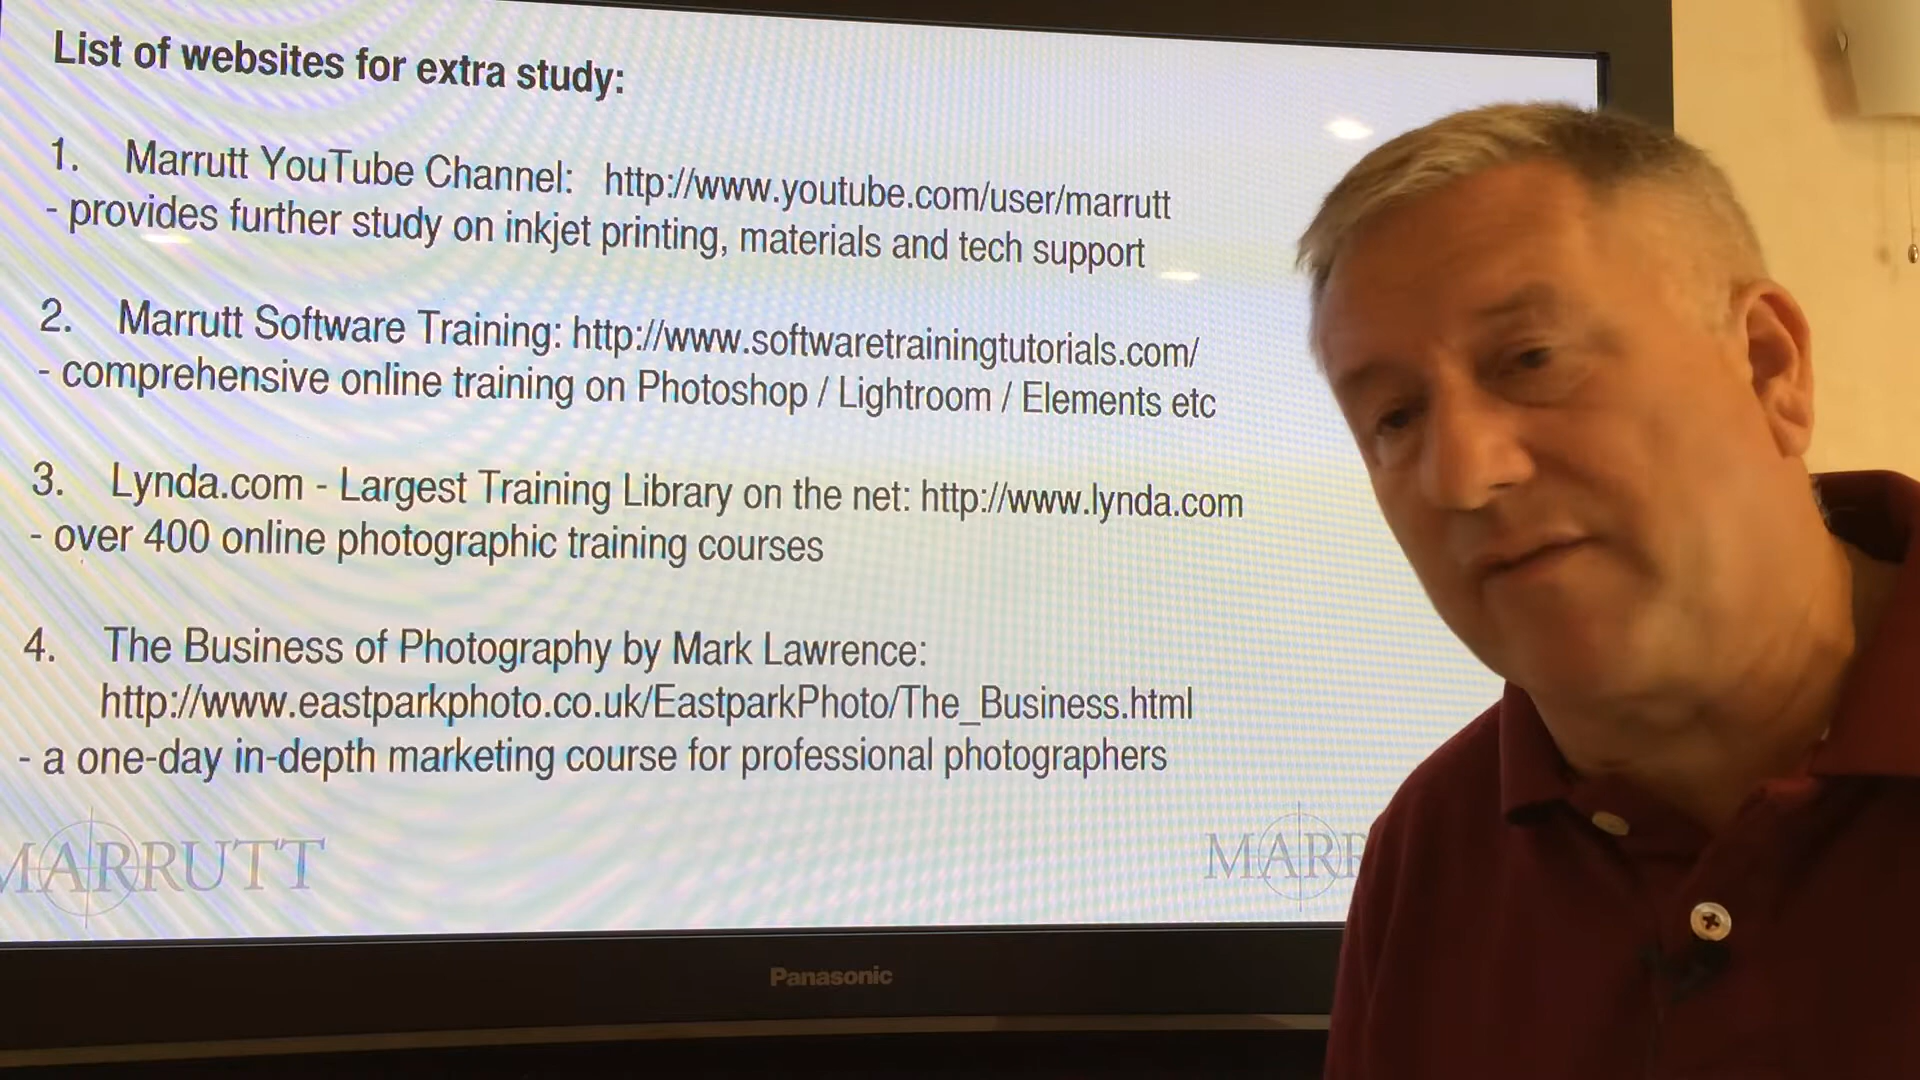 List of websites for extra study:
1. Marrutt YouTube Channel: http://www.youtube.com/user/marrutt
- provides further study on inkjet printing, materials and tech support
2. Marrutt Software Training: http://www.softwaretrainingtutorials.com/
- comprehensive online training on Photoshop / Lightroom / Elements etc
3. Lynda.com - Largest Training Library on the net: http://www.lynda.com
- over 400 online photographic training courses
4. The Business of Photography by Mark Lawrence:
http://www.eastparkphoto.co.uk/EastparkPhoto/The_Business.html
- a one-day in-depth marketing course for professional photographers
MARRUTT MARR
Panasonic